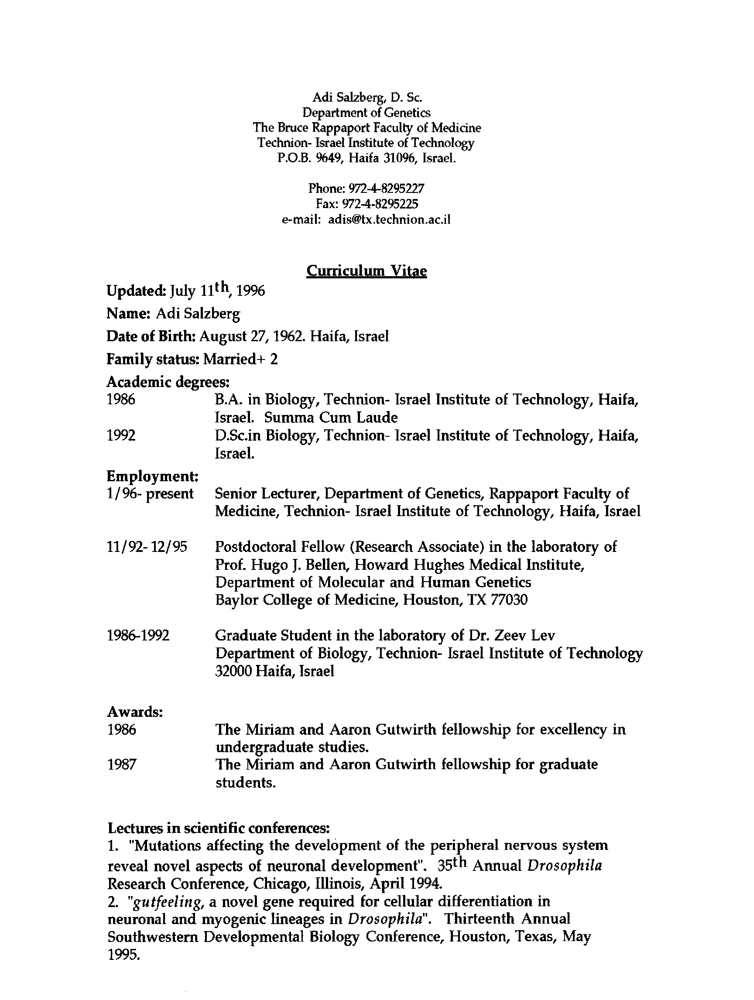 Adi Salzberg, D. Sc.
Department of Genetics
The Bruce Rappaport Faculty of Medicine
Technion- Israel Institute of Technology
P.O.B. 9649, Haifa 31096, Israel.
Phone: 972-4-8295227
Fax: 972-4-8295225
e-mail: adis@tx.technion.ac.il
Curriculum Vitae
Updated: July 11th, 1996
Name: Adi Salzberg
Date of Birth: August 27, 1962. Haifa, Israel
Family status: Married+ 2
Academic degrees:
1986 B.A. in Biology, Technion- Israel Institute of Technology, Haifa,
Israel. Summa Cum Laude
1992 D.Sc.in Biology, Technion- Israel Institute of Technology, Haifa,
Israel.
Employment:
1/96- present Senior Lecturer, Department of Genetics, Rappaport Faculty of
Medicine, Technion- Israel Institute of Technology, Haifa, Israel
11/92- 12/95 Postdoctoral Fellow (Research Associate) in the laboratory of
Prof. Hugo J. Bellen, Howard Hughes Medical Institute,
Department of Molecular and Human Genetics
Baylor College of Medicine, Houston, TX 77030
1986-1992 Graduate Student in the laboratory of Dr. Zeev Lev
Department of Biology, Technion- Israel Institute of Technology
32000 Haifa, Israel
Awards:
1986 The Miriam and Aaron Gutwirth fellowship for excellency in
undergraduate studies.
1987 The Miriam and Aaron Gutwirth fellowship for graduate
students.
Lectures in scientific conferences:
1. "Mutations affecting the development of the peripheral nervous system
reveal novel aspects of neuronal development". 35th Annual Drosophila
Research Conference, Chicago, Illinois, April 1994.
2. "gutfeeling, a novel gene required for cellular differentiation in
neuronal and myogenic lineages in Drosophila". Thirteenth Annual
Southwestern Developmental Biology Conference, Houston, Texas, May
1995.